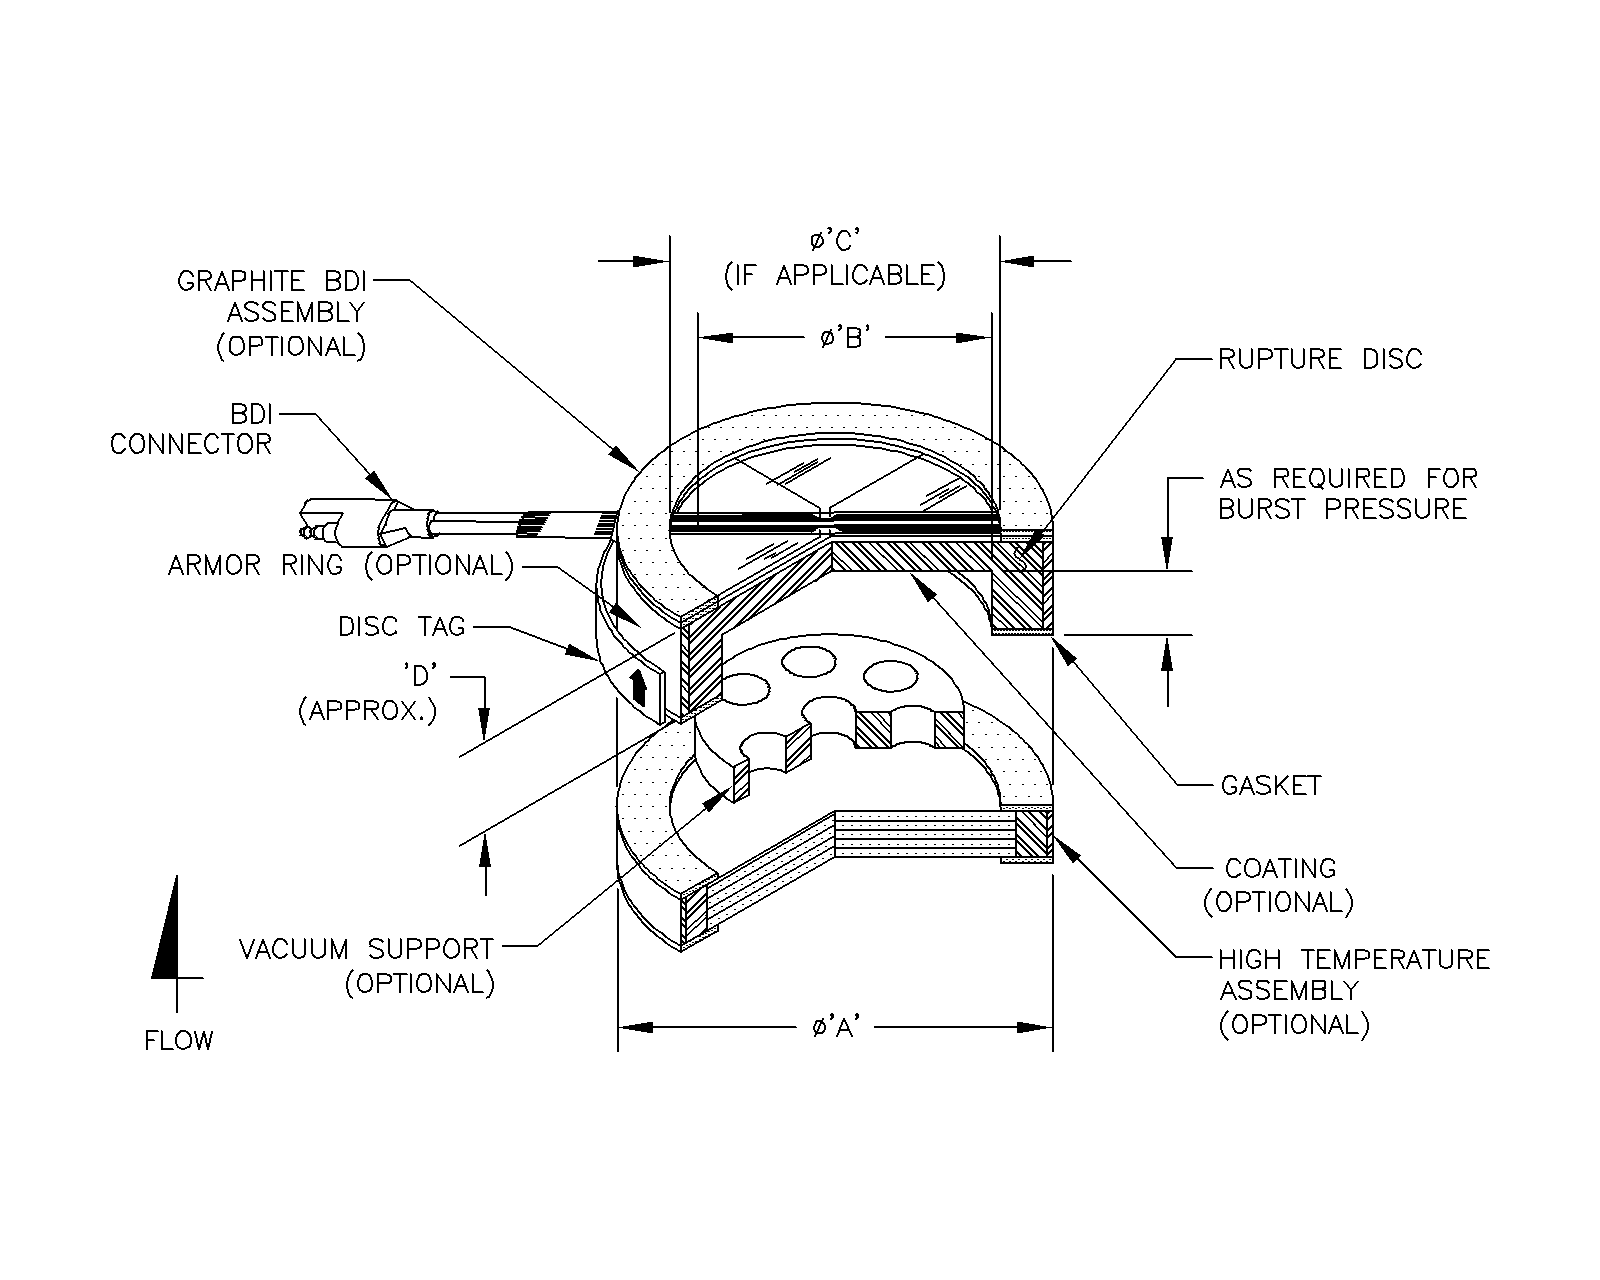 ø'C'
(IF APPLICABLE)
ø'B'
GRAPHITE BDI
ASSEMBLY
(OPTIONAL)
BDI
CONNECTOR
ARMOR RING (OPTIONAL)
DISC TAG
'D'
(APPROX.)
VACUUM SUPPORT
(OPTIONAL)
FLOW
ø'A'
RUPTURE DISC
AS REQUIRED FOR
BURST PRESSURE
GASKET
COATING
(OPTIONAL)
HIGH TEMPERATURE
ASSEMBLY
(OPTIONAL)